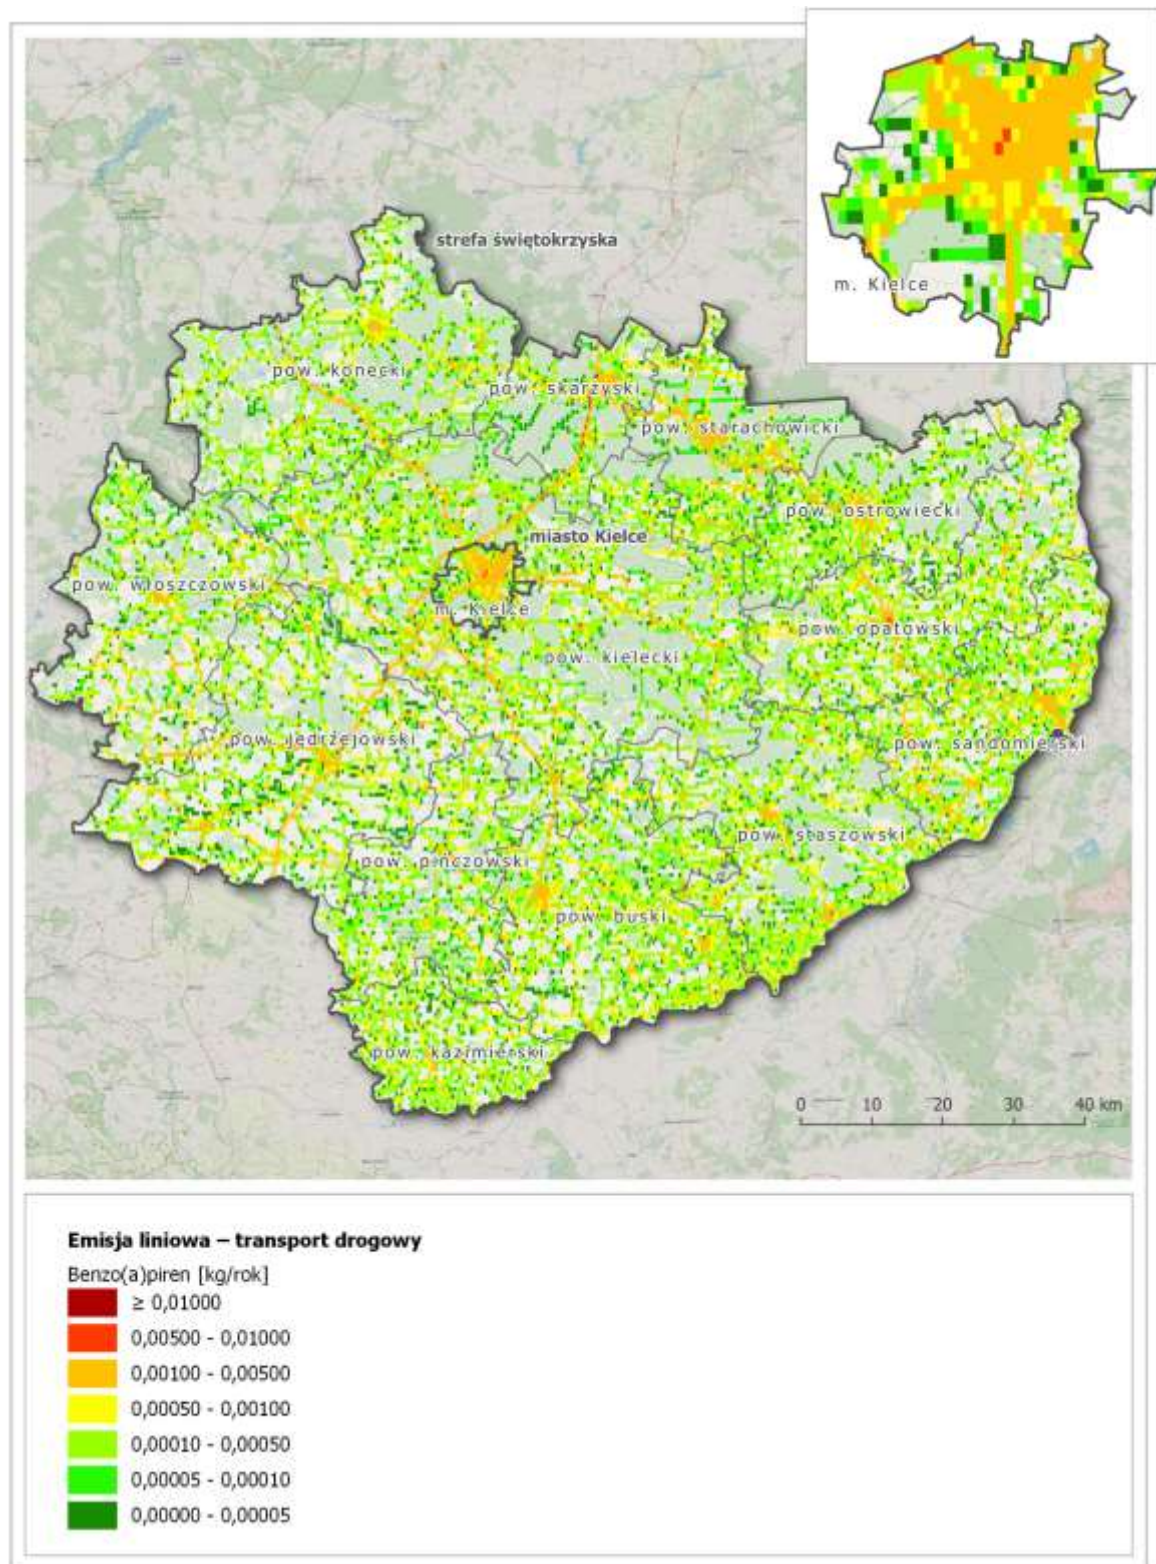 m. Kielce
strefa świętokrzyska
pow. konecki
pow. skarżyski
pow. starachowicki
pow. ostrowiecki
miasto Kielce
pow. włoszczowski
m. Kielce
pow. opatowski
pow. kielecki
pow. jędrzejowski
pow. sandomierski
pow. staszowski
pow. pińczowski
pow. buski
pow. kazimierski
0 10 20 30 40 km
Emisja liniowa – transport drogowy
Benzo(a)piren [kg/rok]
≥ 0,01000
0,00500 - 0,01000
0,00100 - 0,00500
0,00050 - 0,00100
0,00010 - 0,00050
0,00005 - 0,00010
0,00000 - 0,00005